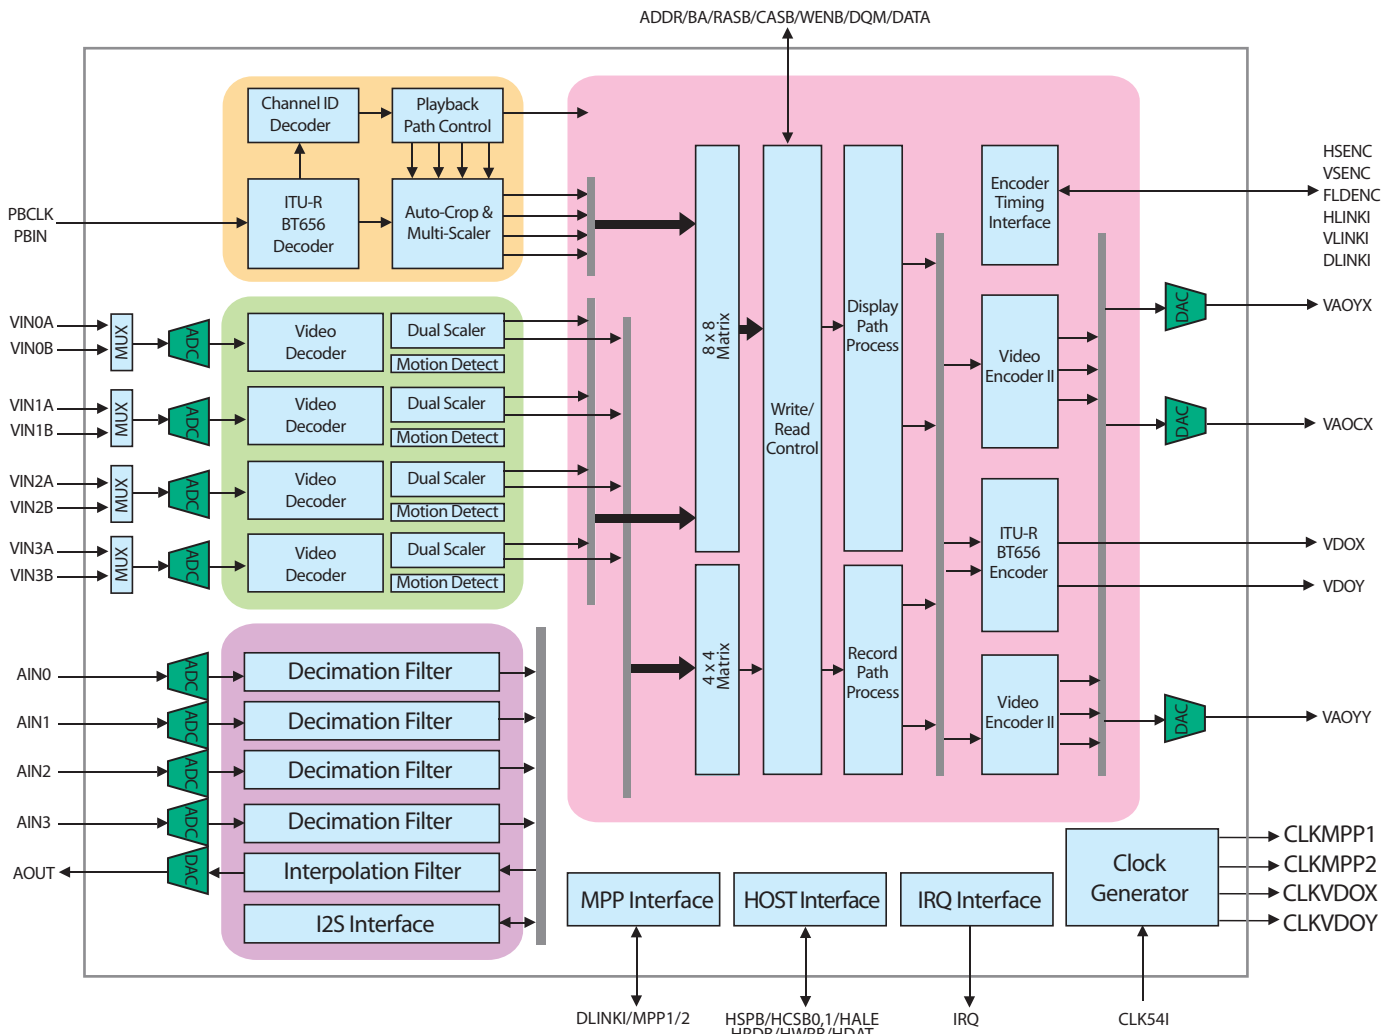 ADDR/BA/RASB/CASB/WENB/DQM/DATA
Channel ID
Decoder
Playback
Path Control
ITU-R
BT656
Decoder
Auto-Crop &
Multi-Scaler
PBCLK
PBIN
VIN0A
VIN0B
MUX
ADC
Video
Decoder
Dual Scaler
Motion Detect
VIN1A
VIN1B
MUX
ADC
Video
Decoder
Dual Scaler
Motion Detect
VIN2A
VIN2B
MUX
ADC
Video
Decoder
Dual Scaler
Motion Detect
VIN3A
VIN3B
MUX
ADC
Video
Decoder
Dual Scaler
Motion Detect
8 x 8
Matrix
4 x 4
Matrix
Write/
Read
Control
Display
Path
Process
Record
Path
Process
Encoder
Timing
Interface
Video
Encoder II
ITU-R
BT656
Encoder
Video
Encoder II
HSENC
VSENC
FLDENC
HLINKI
VLINKI
DLINKI
DAC
VAOYX
DAC
VAOCX
VDOX
VDOY
DAC
VAOYY
AIN0
ADC
Decimation Filter
AIN1
ADC
Decimation Filter
AIN2
ADC
Decimation Filter
AIN3
ADC
Decimation Filter
AOUT
DAC
Interpolation Filter
I2S Interface
MPP Interface
HOST Interface
IRQ Interface
Clock
Generator
CLKMPP1
CLKMPP2
CLKVDOX
CLKVDOY
DLINKI/MPP1/2
HSPB/HCSB0,1/HALE
HRDB/HWRB/HDAT
IRQ
CLK54I